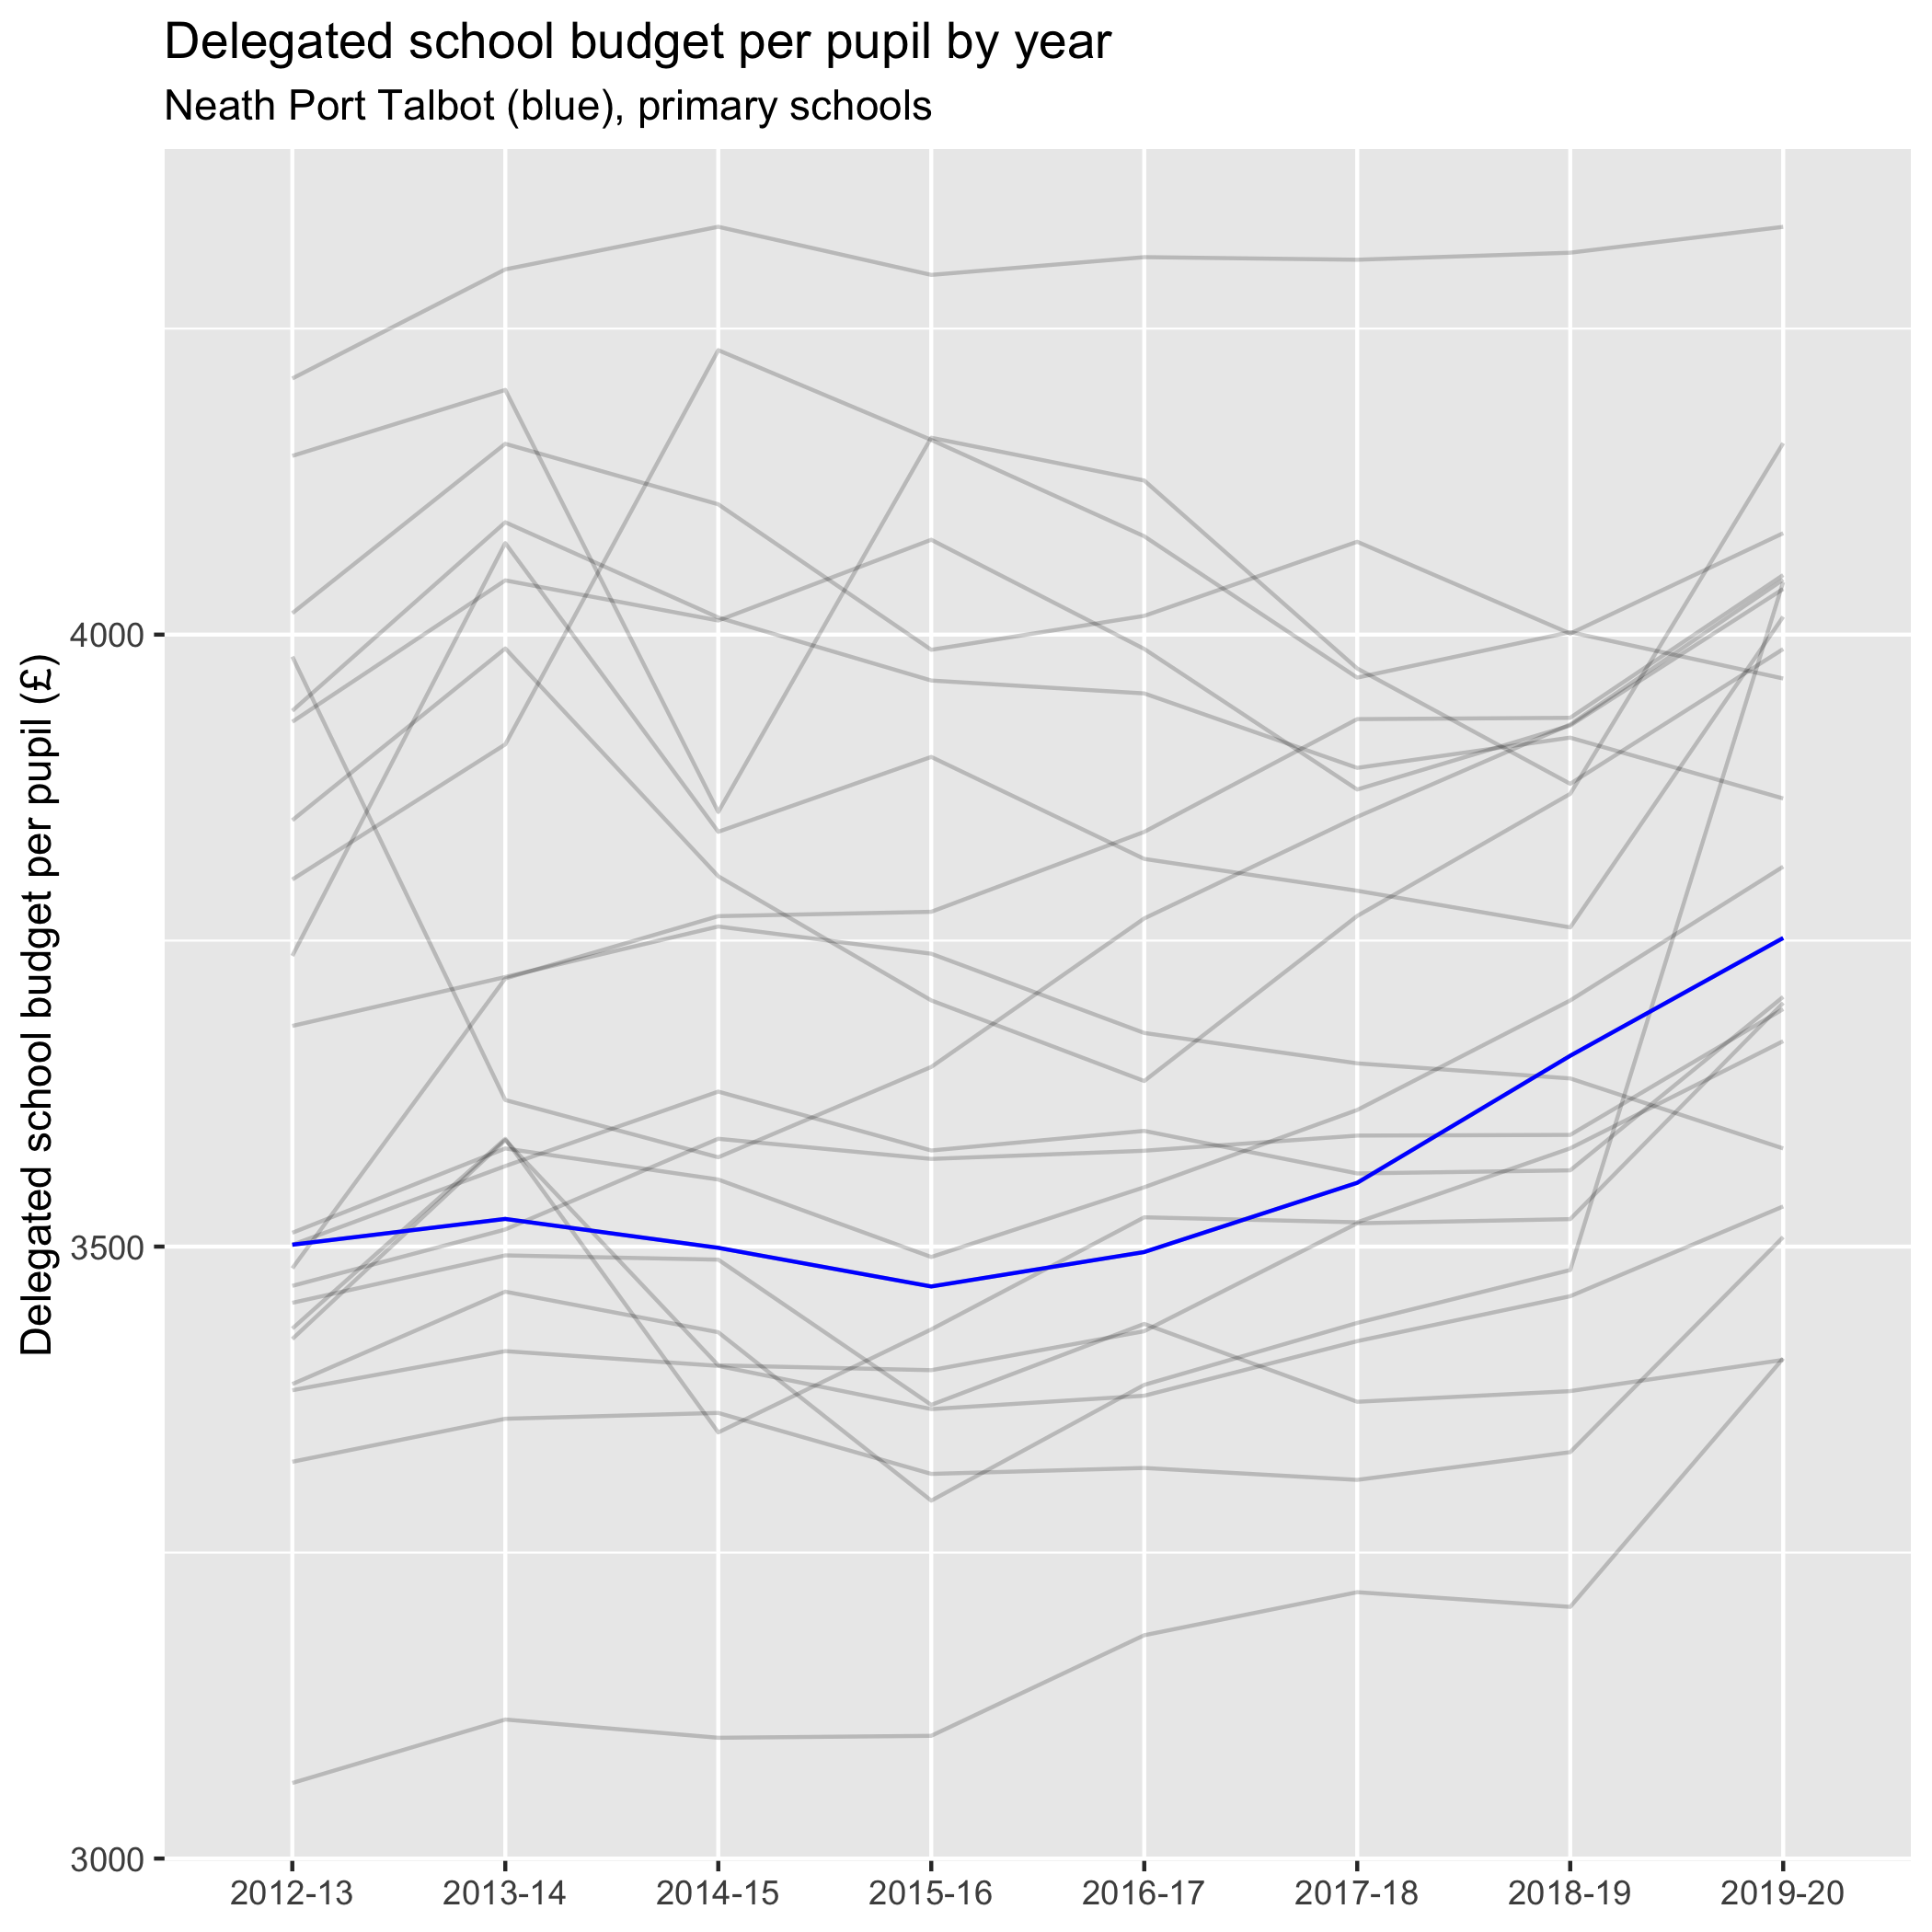 Delegated school budget per pupil by year
Neath Port Talbot (blue), primary schools
Delegated school budget per pupil (£)
4000
3500
3000
2012-13 2013-14 2014-15 2015-16 2016-17 2017-18 2018-19 2019-20